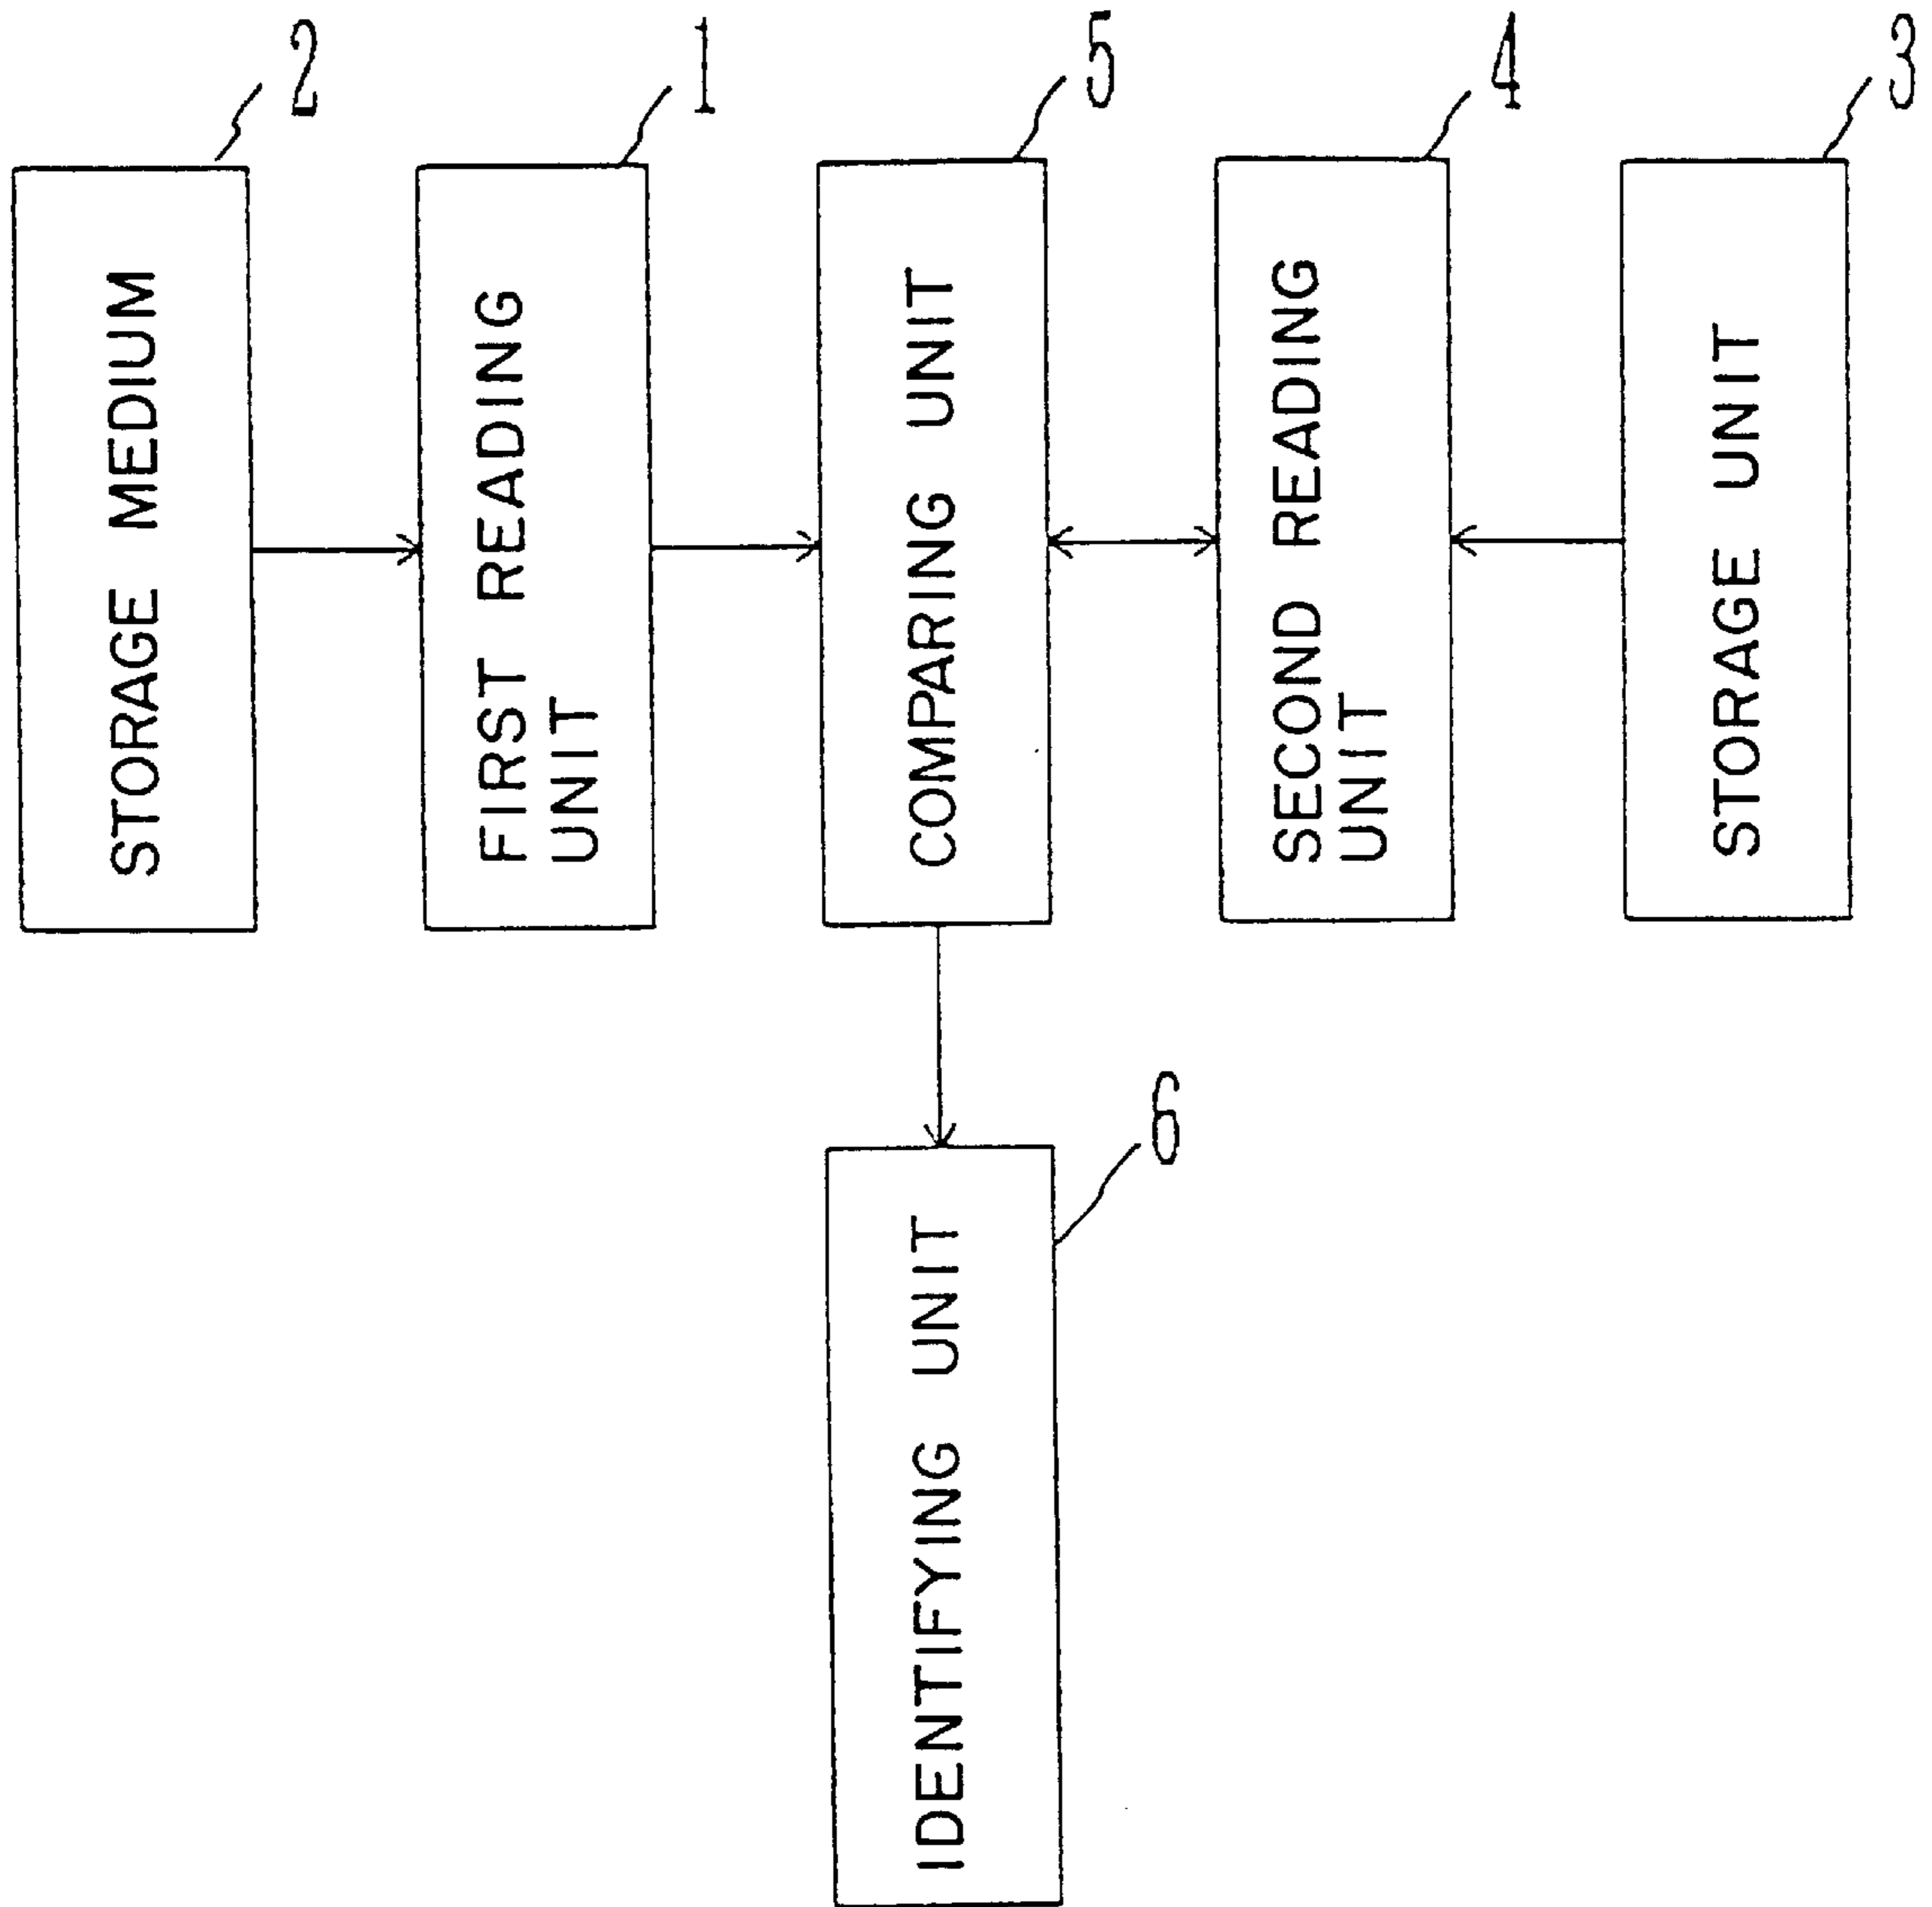 2
STORAGE MEDIUM
1
FIRST READING
UNIT
5
COMPARING UNIT
4
SECOND READING
UNIT
3
STORAGE UNIT
6
IDENTIFYING UNIT